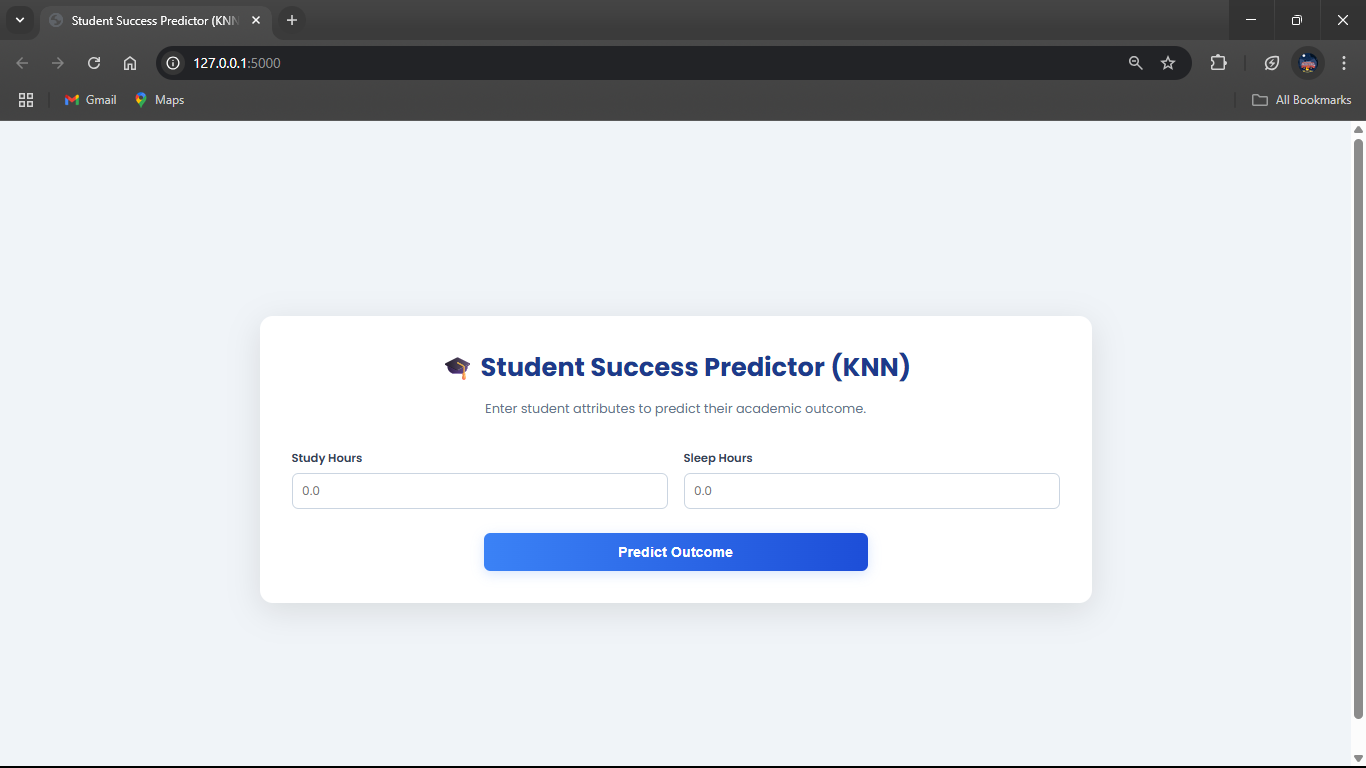 Student Success Predictor (KNN
127.0.0.1:5000
Gmail
Maps
All Bookmarks
🎓 Student Success Predictor (KNN)
Enter student attributes to predict their academic outcome.
Study Hours
Sleep Hours
0.0
0.0
Predict Outcome